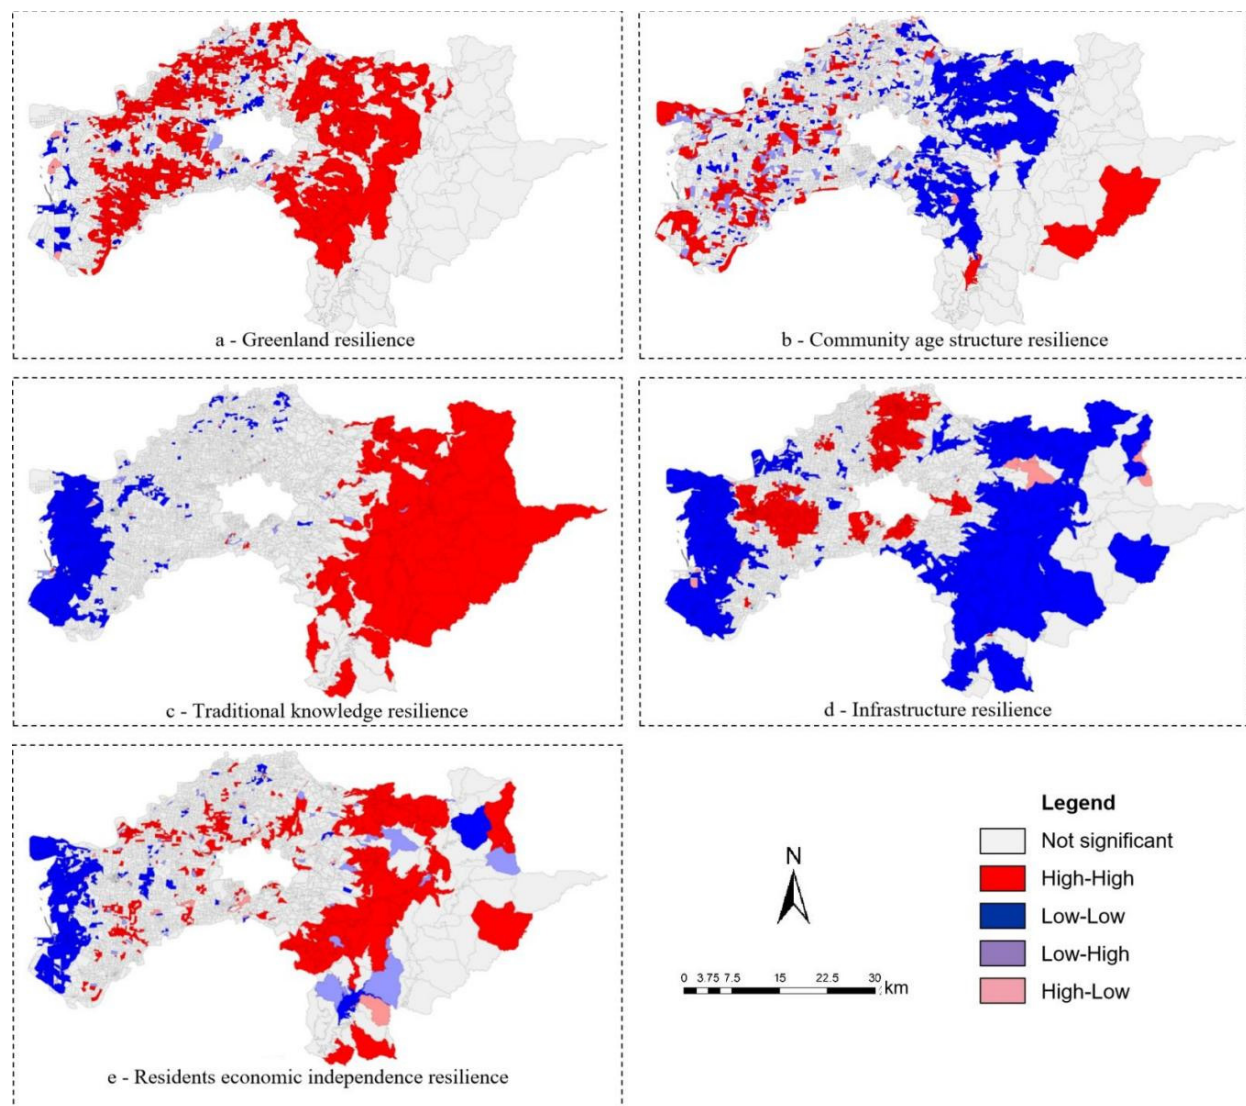 a - Greenland resilience
b - Community age structure resilience
c - Traditional knowledge resilience
d - Infrastructure resilience
e - Residents economic independence resilience
Legend
Not significant
High-High
Low-Low
Low-High
High-Low
N
0 3.75 7.5 15 22.5 30
km